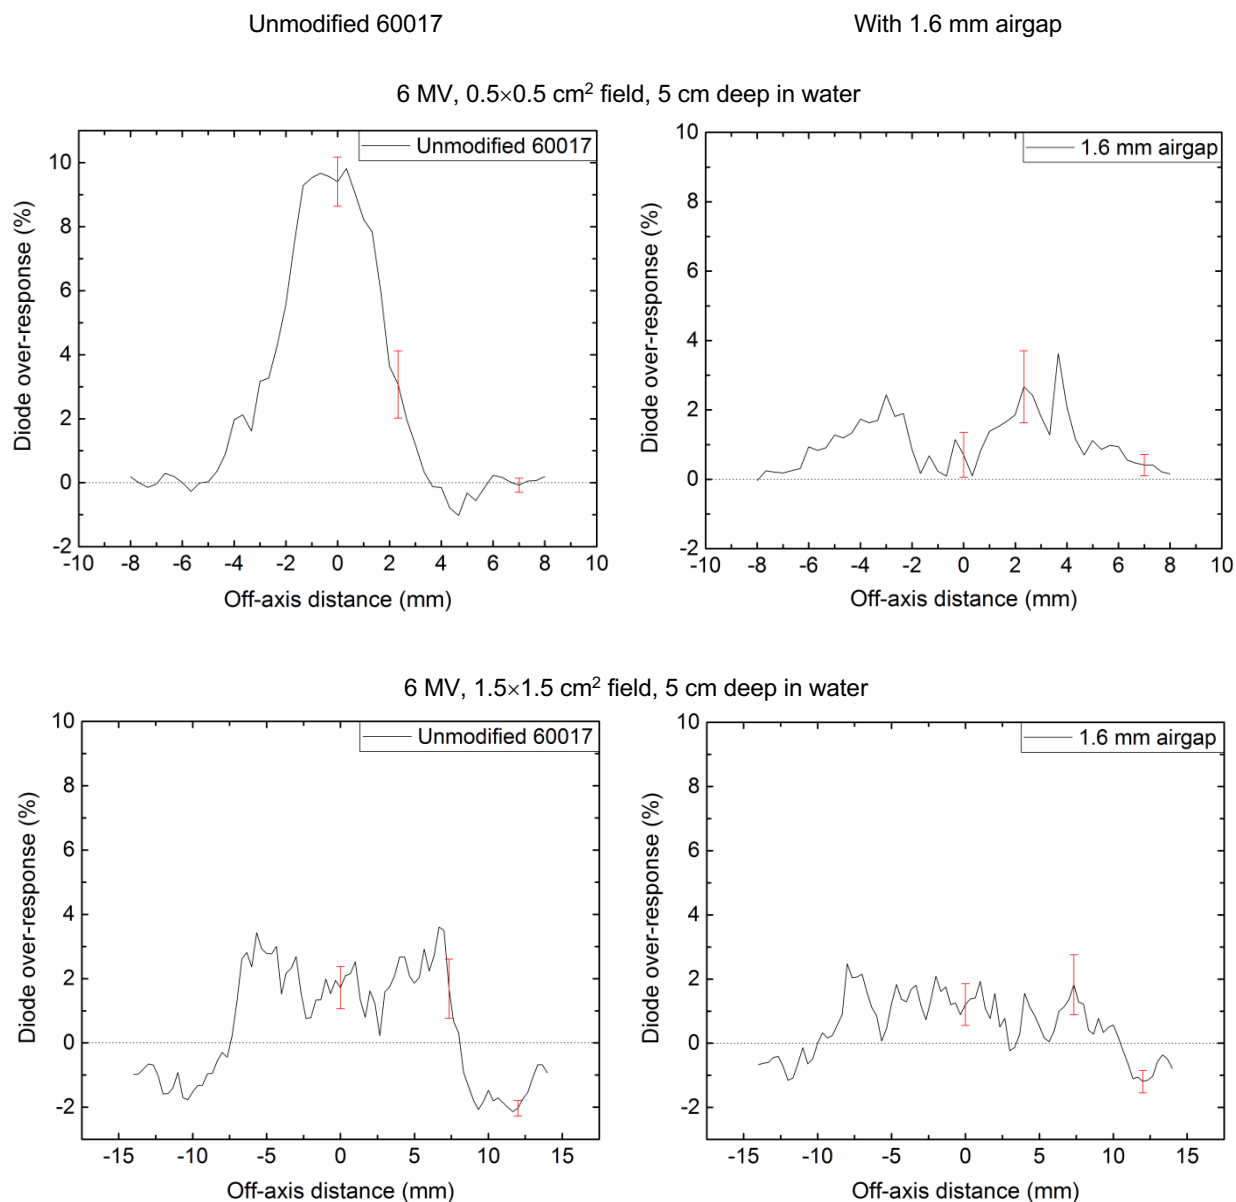 Unmodified 60017
With 1.6 mm airgap
6 MV, 0.5×0.5 cm² field, 5 cm deep in water
Unmodified 60017
10
8
6
4
2
0
-2
Diode over-response (%)
-10 -8 -6 -4 -2 0 2 4 6 8 10
Off-axis distance (mm)
1.6 mm airgap
10
8
6
4
2
0
-2
Diode over-response (%)
-10 -8 -6 -4 -2 0 2 4 6 8 10
Off-axis distance (mm)
6 MV, 1.5×1.5 cm² field, 5 cm deep in water
Unmodified 60017
10
8
6
4
2
0
-2
Diode over-response (%)
-15 -10 -5 0 5 10 15
Off-axis distance (mm)
1.6 mm airgap
10
8
6
4
2
0
-2
Diode over-response (%)
-15 -10 -5 0 5 10 15
Off-axis distance (mm)